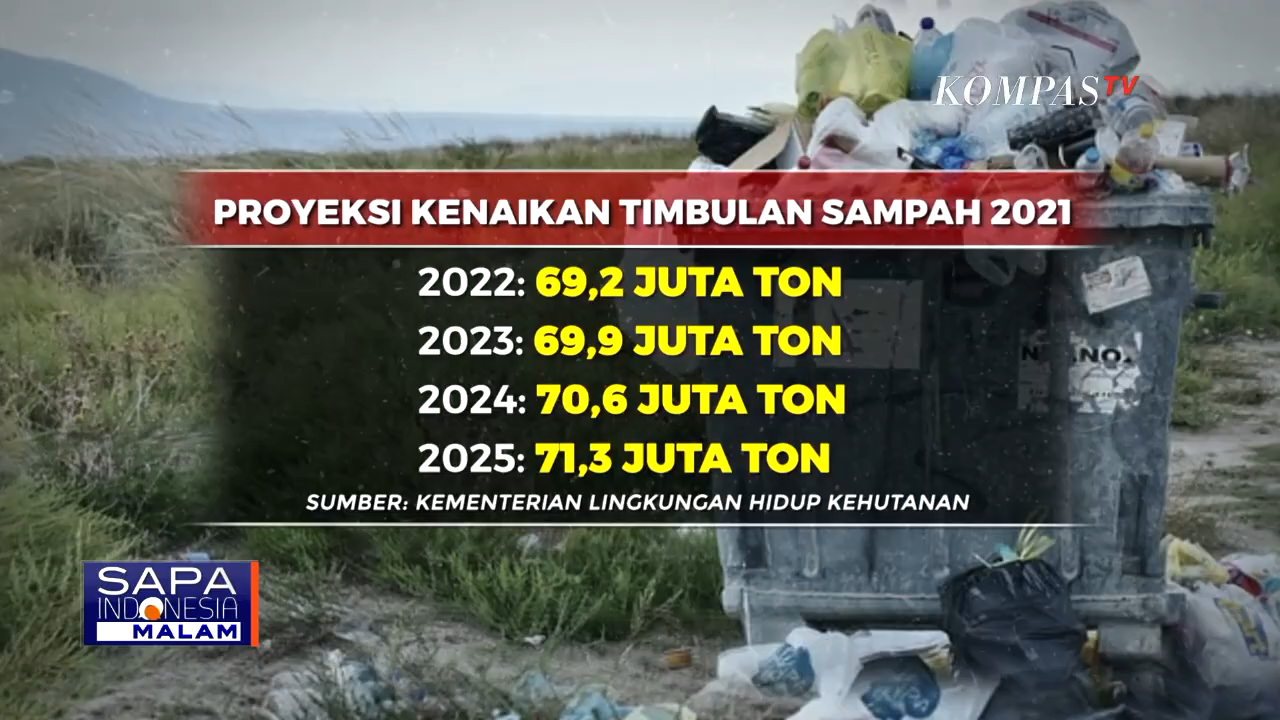 KOMPASTV
PROYEKSI KENAIKAN TIMBULAN SAMPAH 2021
2022: 69,2 JUTA TON
2023: 69,9 JUTA TON
2024: 70,6 JUTA TON
2025: 71,3 JUTA TON
SUMBER: KEMENTERIAN LINGKUNGAN HIDUP KEHUTANAN
SAPA
INDONESIA
MALAM